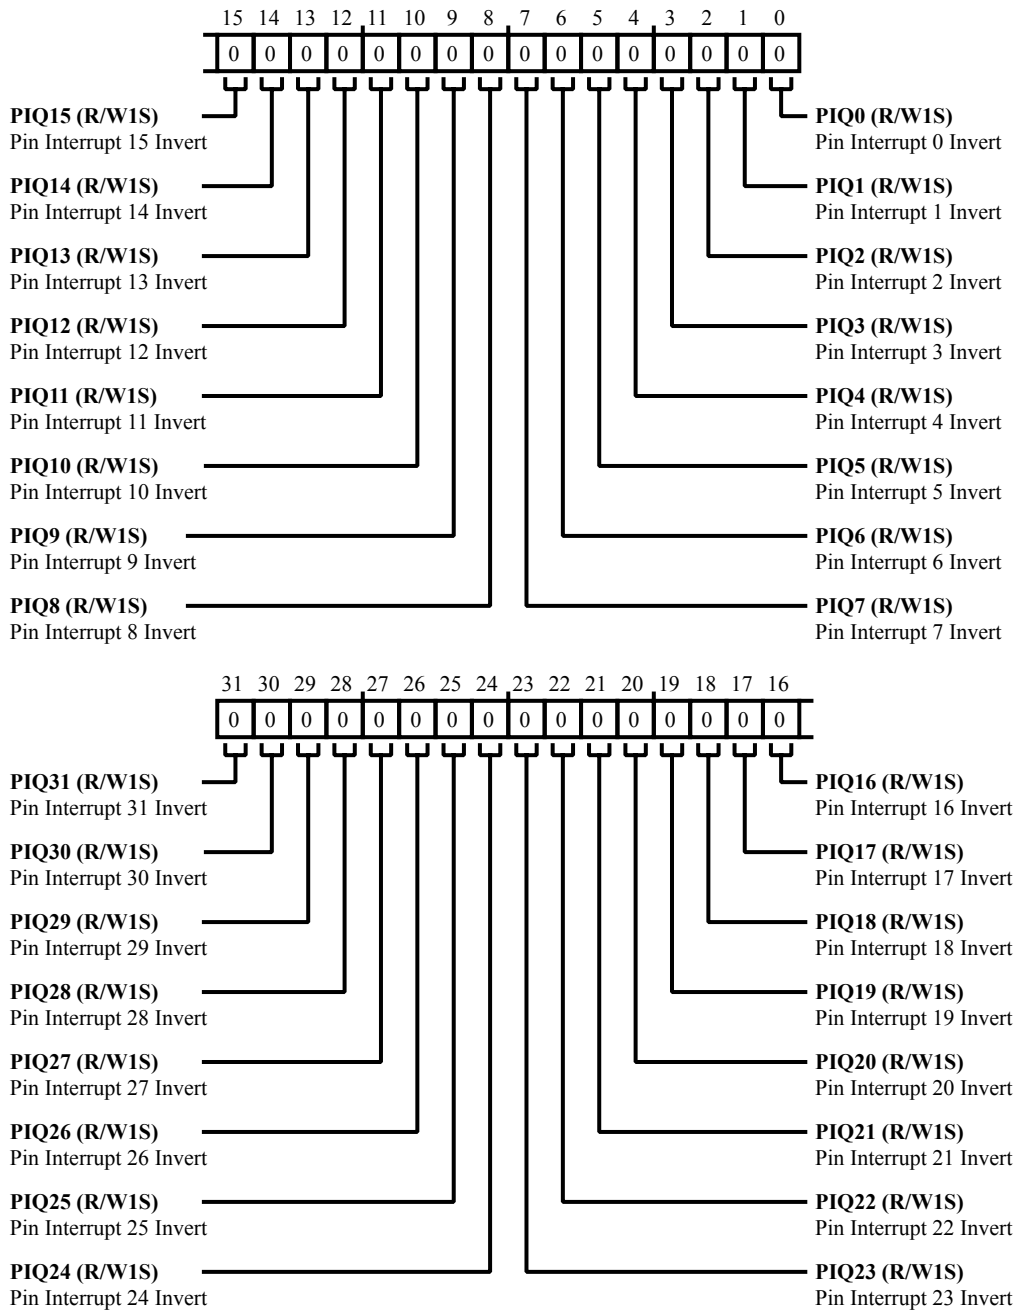 15 14 13 12 11 10 9 8 7 6 5 4 3 2 1 0
0 0 0 0 0 0 0 0 0 0 0 0 0 0 0 0
PIQ15 (R/W1S)
Pin Interrupt 15 Invert
PIQ14 (R/W1S)
Pin Interrupt 14 Invert
PIQ13 (R/W1S)
Pin Interrupt 13 Invert
PIQ12 (R/W1S)
Pin Interrupt 12 Invert
PIQ11 (R/W1S)
Pin Interrupt 11 Invert
PIQ10 (R/W1S)
Pin Interrupt 10 Invert
PIQ9 (R/W1S)
Pin Interrupt 9 Invert
PIQ8 (R/W1S)
Pin Interrupt 8 Invert
PIQ0 (R/W1S)
Pin Interrupt 0 Invert
PIQ1 (R/W1S)
Pin Interrupt 1 Invert
PIQ2 (R/W1S)
Pin Interrupt 2 Invert
PIQ3 (R/W1S)
Pin Interrupt 3 Invert
PIQ4 (R/W1S)
Pin Interrupt 4 Invert
PIQ5 (R/W1S)
Pin Interrupt 5 Invert
PIQ6 (R/W1S)
Pin Interrupt 6 Invert
PIQ7 (R/W1S)
Pin Interrupt 7 Invert
31 30 29 28 27 26 25 24 23 22 21 20 19 18 17 16
0 0 0 0 0 0 0 0 0 0 0 0 0 0 0 0
PIQ31 (R/W1S)
Pin Interrupt 31 Invert
PIQ30 (R/W1S)
Pin Interrupt 30 Invert
PIQ29 (R/W1S)
Pin Interrupt 29 Invert
PIQ28 (R/W1S)
Pin Interrupt 28 Invert
PIQ27 (R/W1S)
Pin Interrupt 27 Invert
PIQ26 (R/W1S)
Pin Interrupt 26 Invert
PIQ25 (R/W1S)
Pin Interrupt 25 Invert
PIQ24 (R/W1S)
Pin Interrupt 24 Invert
PIQ16 (R/W1S)
Pin Interrupt 16 Invert
PIQ17 (R/W1S)
Pin Interrupt 17 Invert
PIQ18 (R/W1S)
Pin Interrupt 18 Invert
PIQ19 (R/W1S)
Pin Interrupt 19 Invert
PIQ20 (R/W1S)
Pin Interrupt 20 Invert
PIQ21 (R/W1S)
Pin Interrupt 21 Invert
PIQ22 (R/W1S)
Pin Interrupt 22 Invert
PIQ23 (R/W1S)
Pin Interrupt 23 Invert